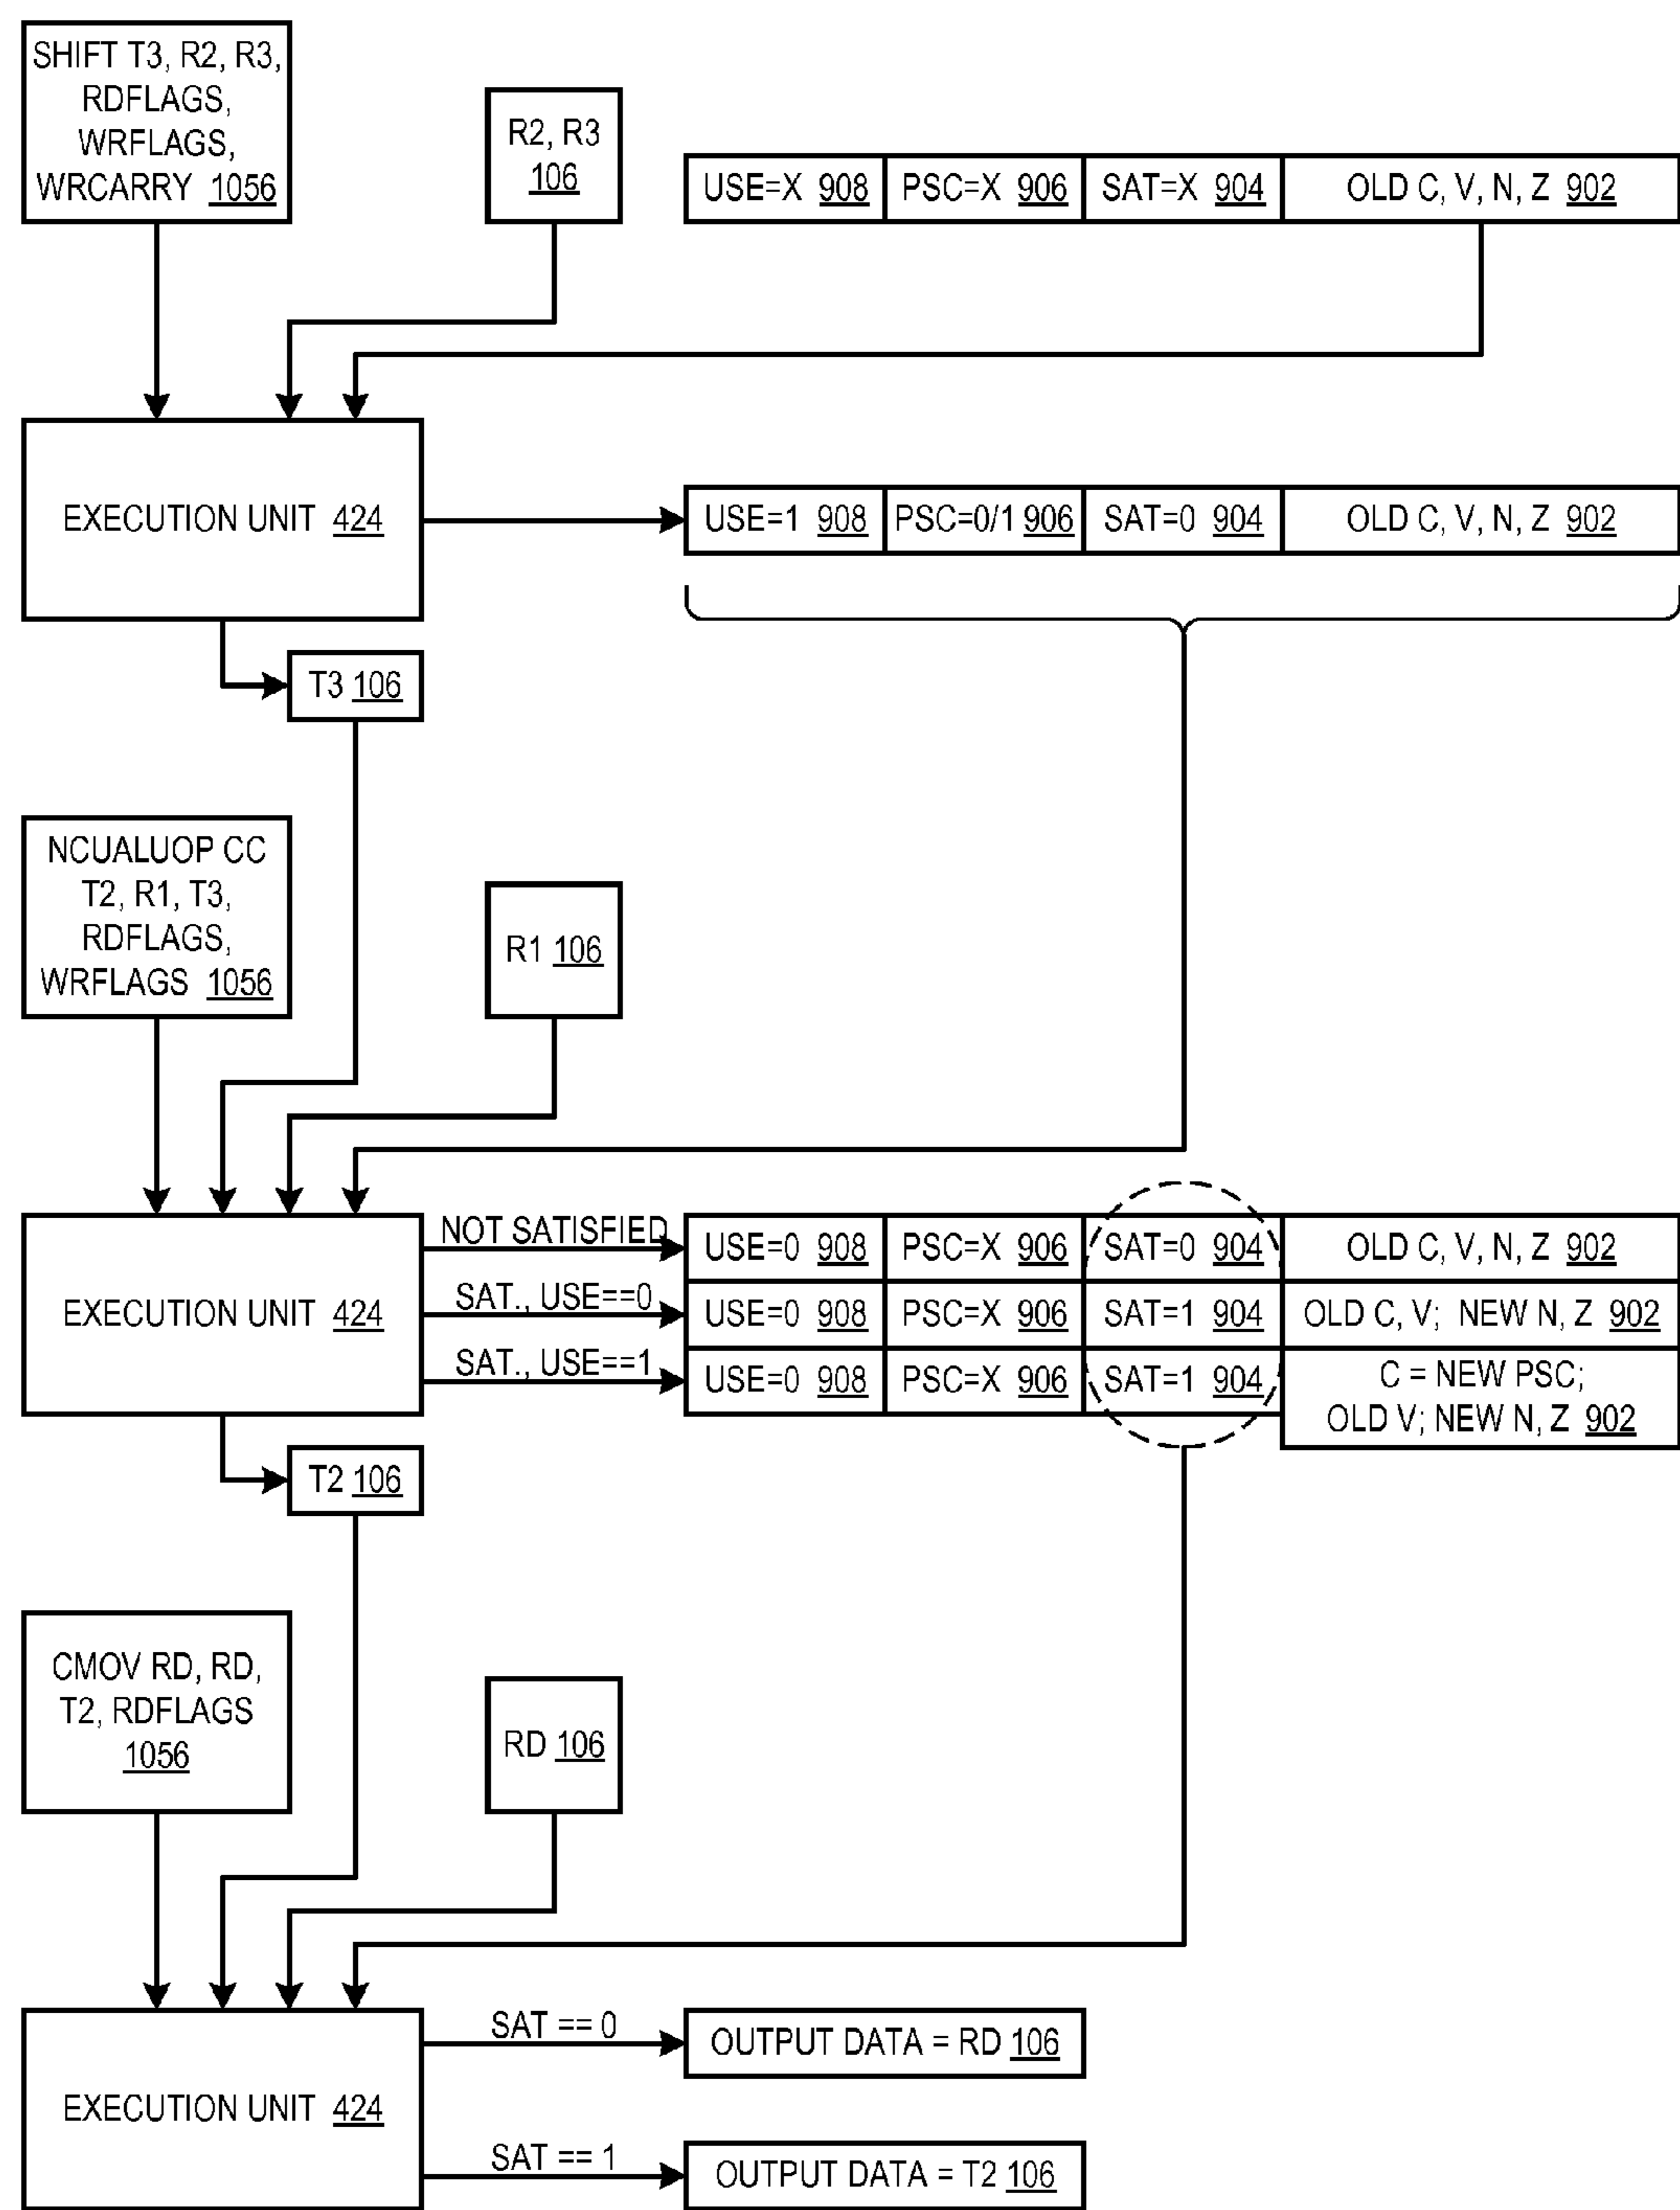 SHIFT T3, R2, R3,
RDFLAGS,
WRFLAGS,
WRCARRY 1056
R2, R3
106
USE=X 908
PSC=X 906
SAT=X 904
OLD C, V, N, Z 902
EXECUTION UNIT 424
USE=1 908
PSC=0/1 906
SAT=0 904
OLD C, V, N, Z 902
T3 106
NCUALUOP CC
T2, R1, T3,
RDFLAGS,
WRFLAGS 1056
R1 106
EXECUTION UNIT 424
NOT SATISFIED
USE=0 908
PSC=X 906
SAT=0 904
OLD C, V, N, Z 902
SAT., USE==0
USE=0 908
PSC=X 906
SAT=1 904
OLD C, V; NEW N, Z 902
SAT., USE==1
USE=0 908
PSC=X 906
SAT=1 904
C = NEW PSC;
OLD V; NEW N, Z 902
T2 106
CMOV RD, RD,
T2, RDFLAGS
1056
RD 106
EXECUTION UNIT 424
SAT == 0
OUTPUT DATA = RD 106
SAT == 1
OUTPUT DATA = T2 106